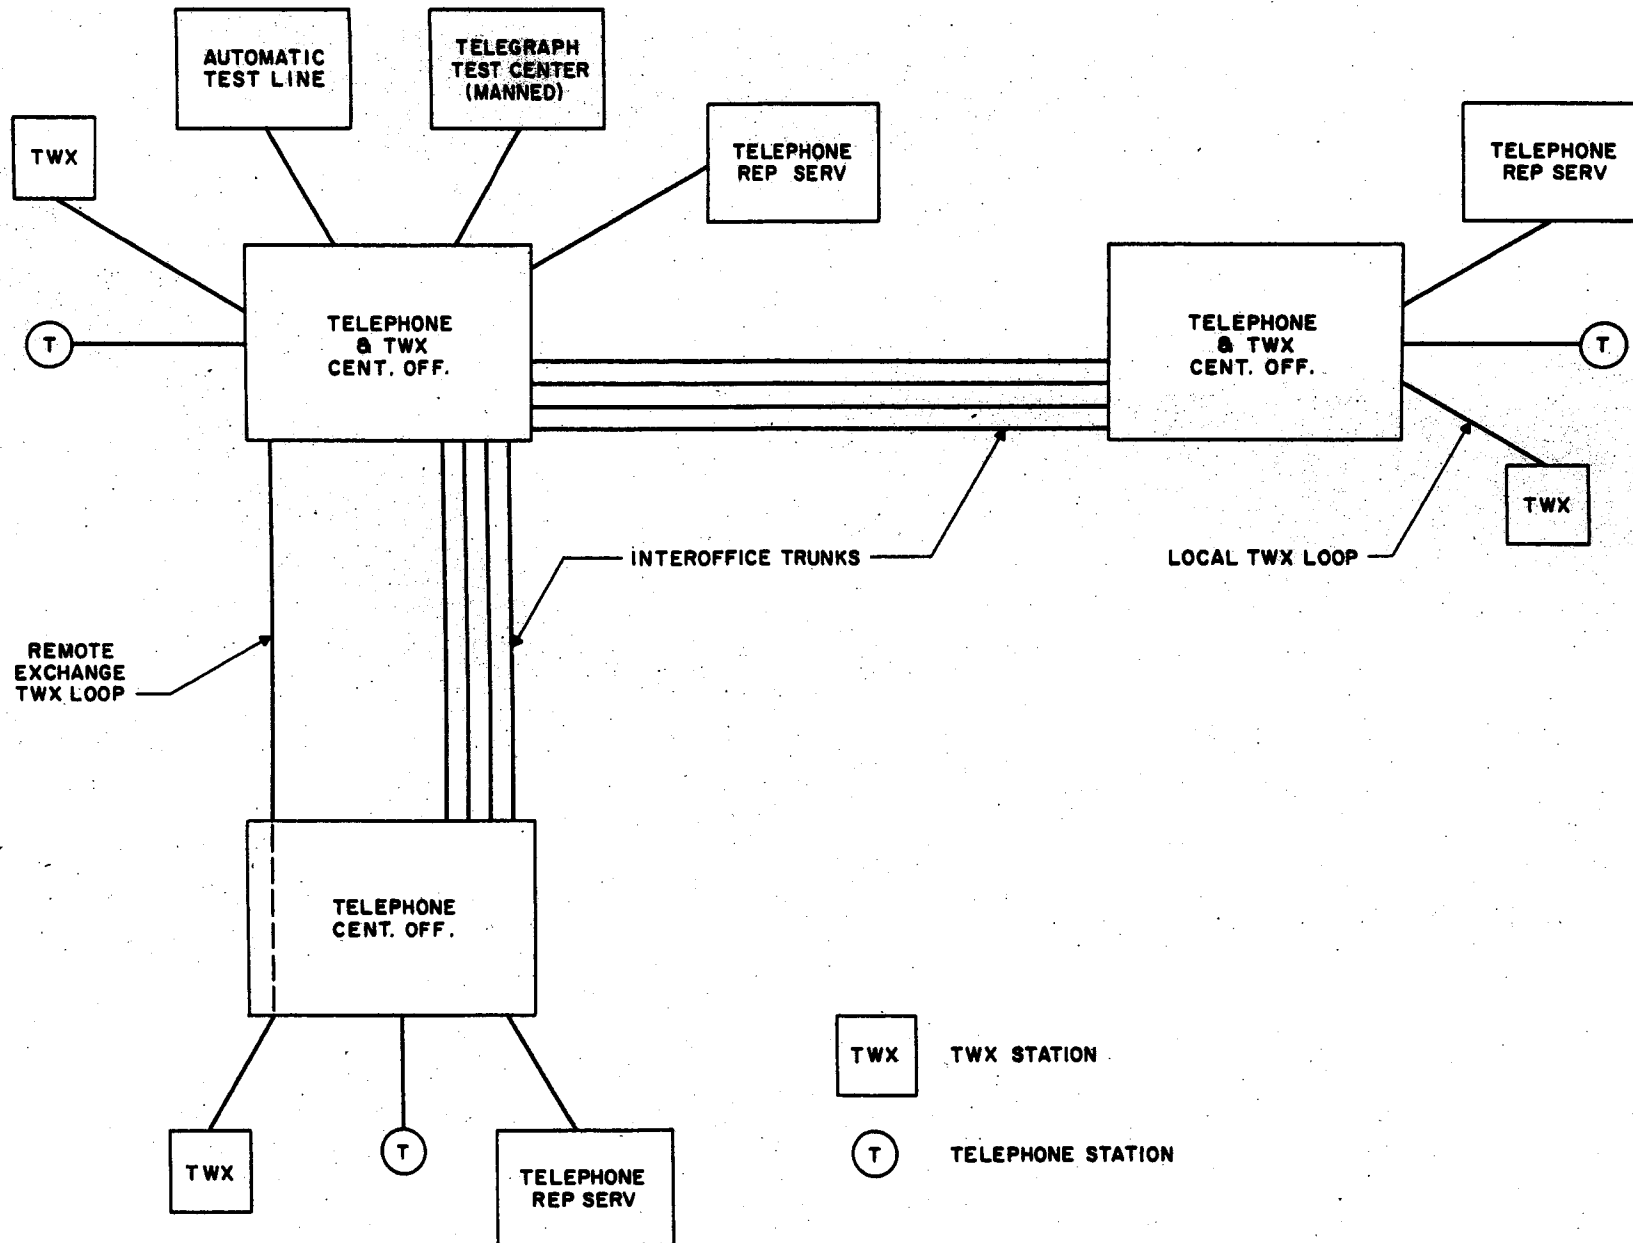 AUTOMATIC
TEST LINE
TELEGRAPH
TEST CENTER
(MANNED)
TWX
TELEPHONE
REP SERV
TELEPHONE
REP SERV
T
TELEPHONE
& TWX
CENT. OFF.
TELEPHONE
& TWX
CENT. OFF.
T
TWX
INTEROFFICE TRUNKS
LOCAL TWX LOOP
REMOTE
EXCHANGE
TWX LOOP
TELEPHONE
CENT. OFF.
TWX
TWX STATION
T
TELEPHONE STATION
TWX
T
TELEPHONE
REP SERV